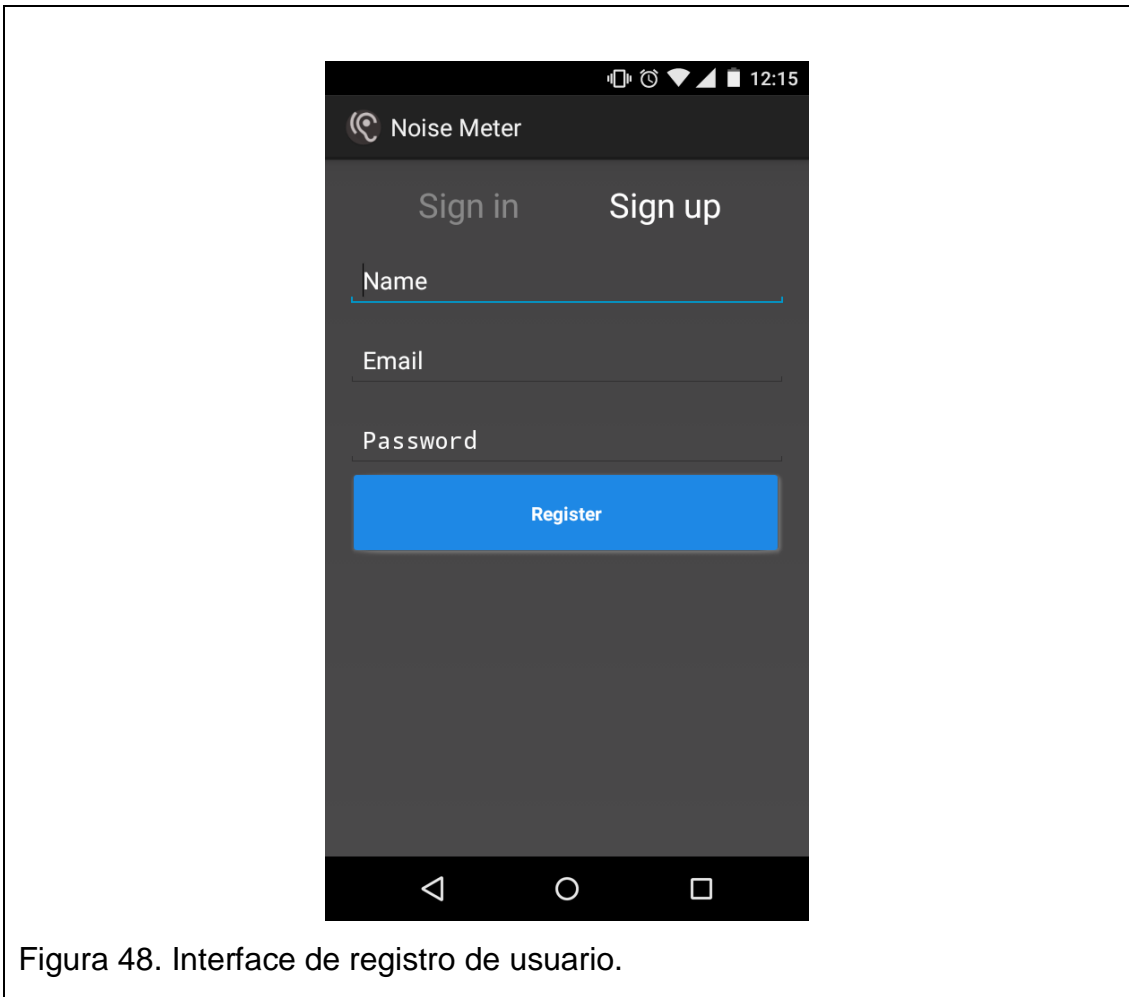 12:15
Noise Meter
Sign in Sign up
Name
Email
Password
Register
Figura 48. Interface de registro de usuario.